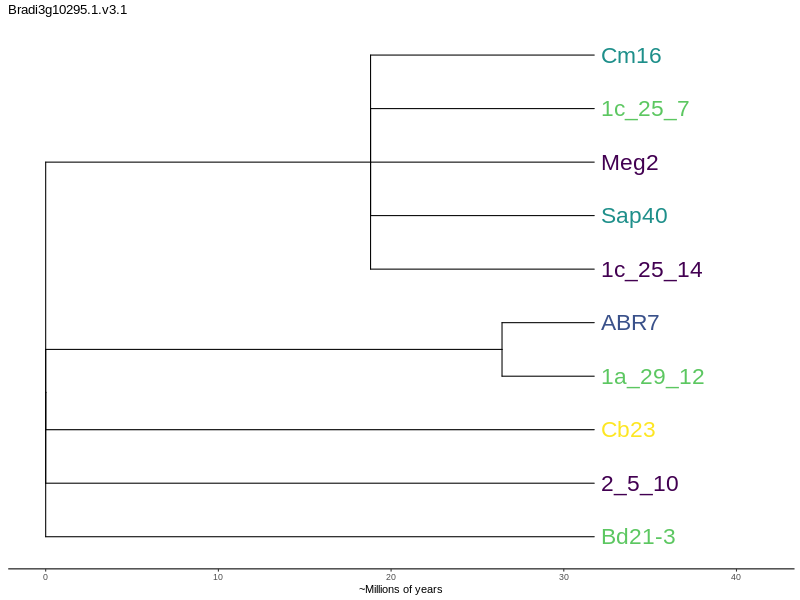 Bradi3g10295.1.v3.1
Cm16
1c_25_7
Meg2
Sap40
1c_25_14
ABR7
1a_29_12
Cb23
2_5_10
Bd21-3
0 10 20 30 40
~Millions of years